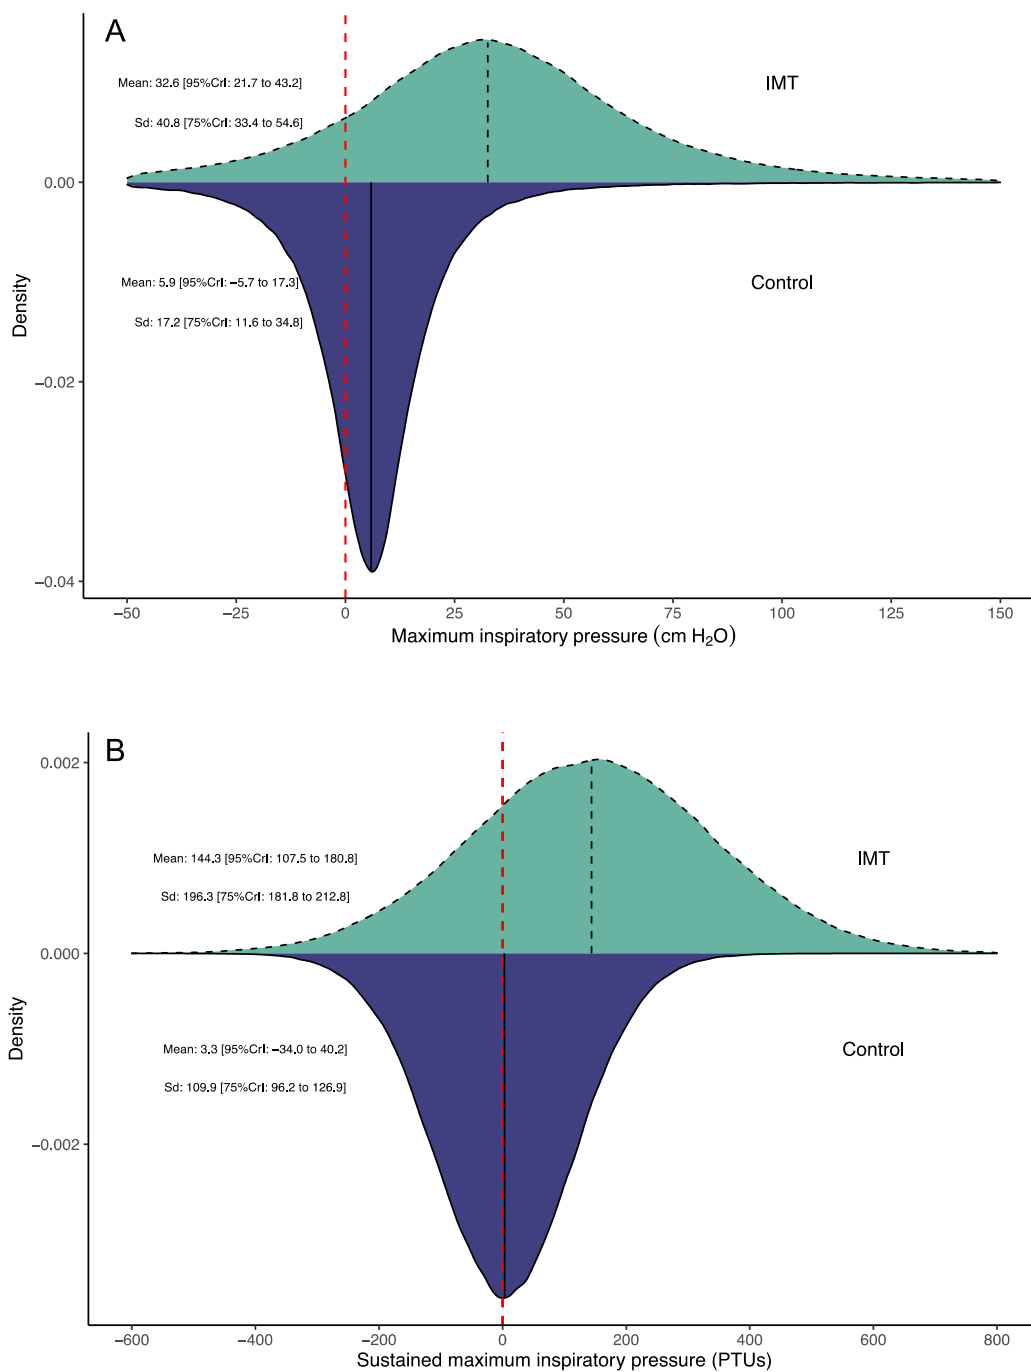 A
Mean: 32.6 [95%CrI: 21.7 to 43.2]
IMT
Sd: 40.8 [75%CrI: 33.4 to 54.6]
0.00
Mean: 5.9 [95%CrI: −5.7 to 17.3]
Control
Sd: 17.2 [75%CrI: 11.6 to 34.8]
Density
−0.02
−0.04
−50 −25 0 25 50 75 100 125 150
Maximum inspiratory pressure (cm H₂O)
B
0.002
Mean: 144.3 [95%CrI: 107.5 to 180.8]
IMT
Sd: 196.3 [75%CrI: 181.8 to 212.8]
0.000
Density
Mean: 3.3 [95%CrI: −34.0 to 40.2]
Control
Sd: 109.9 [75%CrI: 96.2 to 126.9]
−0.002
−600 −400 −200 0 200 400 600 800
Sustained maximum inspiratory pressure (PTUs)